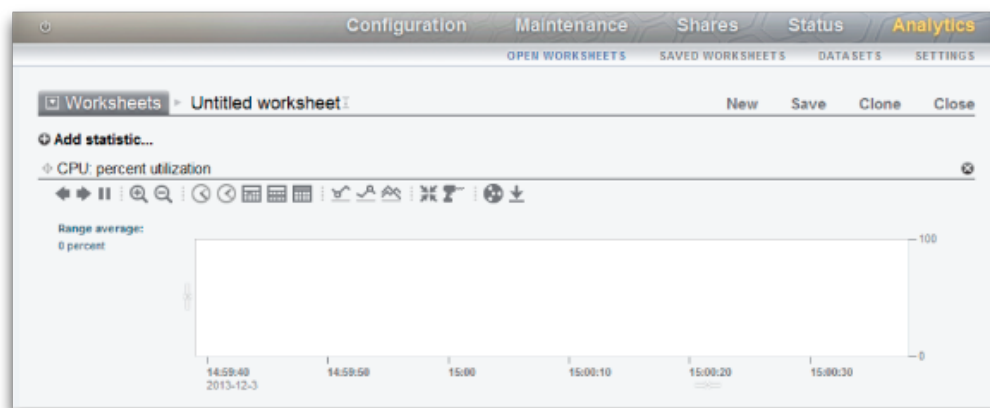 Configuration Maintenance Shares Status Analytics
OPEN WORKSHEETS SAVED WORKSHEETS DATASETS SETTINGS
Worksheets Untitled worksheet New Save Clone Close
Add statistic...
CPU: percent utilization
Range average:
0 percent
100
0
14:59:40 14:59:50 15:00 15:00:10 15:00:20 15:00:30
2013-12-3